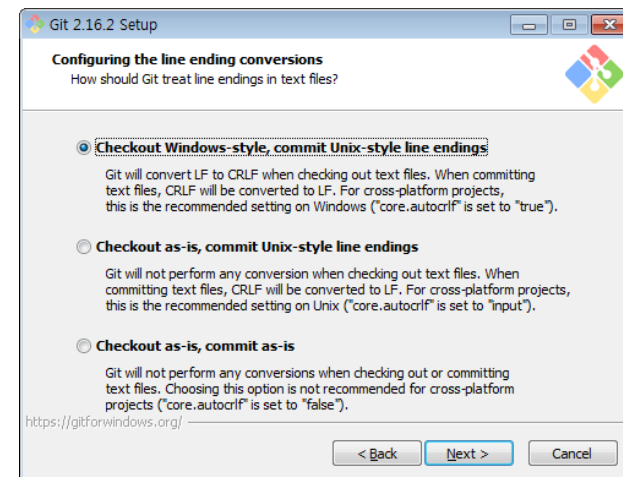 Git 2.16.2 Setup
Configuring the line ending conversions
How should Git treat line endings in text files?
Checkout Windows-style, commit Unix-style line endings
Git will convert LF to CRLF when checking out text files. When committing
text files, CRLF will be converted to LF. For cross-platform projects,
this is the recommended setting on Windows ("core.autocrlf" is set to "true").
Checkout as-is, commit Unix-style line endings
Git will not perform any conversion when checking out text files. When
committing text files, CRLF will be converted to LF. For cross-platform projects,
this is the recommended setting on Unix ("core.autocrlf" is set to "input").
Checkout as-is, commit as-is
Git will not perform any conversions when checking out or committing
text files. Choosing this option is not recommended for cross-platform
projects ("core.autocrlf" is set to "false").
https://gitforwindows.org/
< Back Next > Cancel